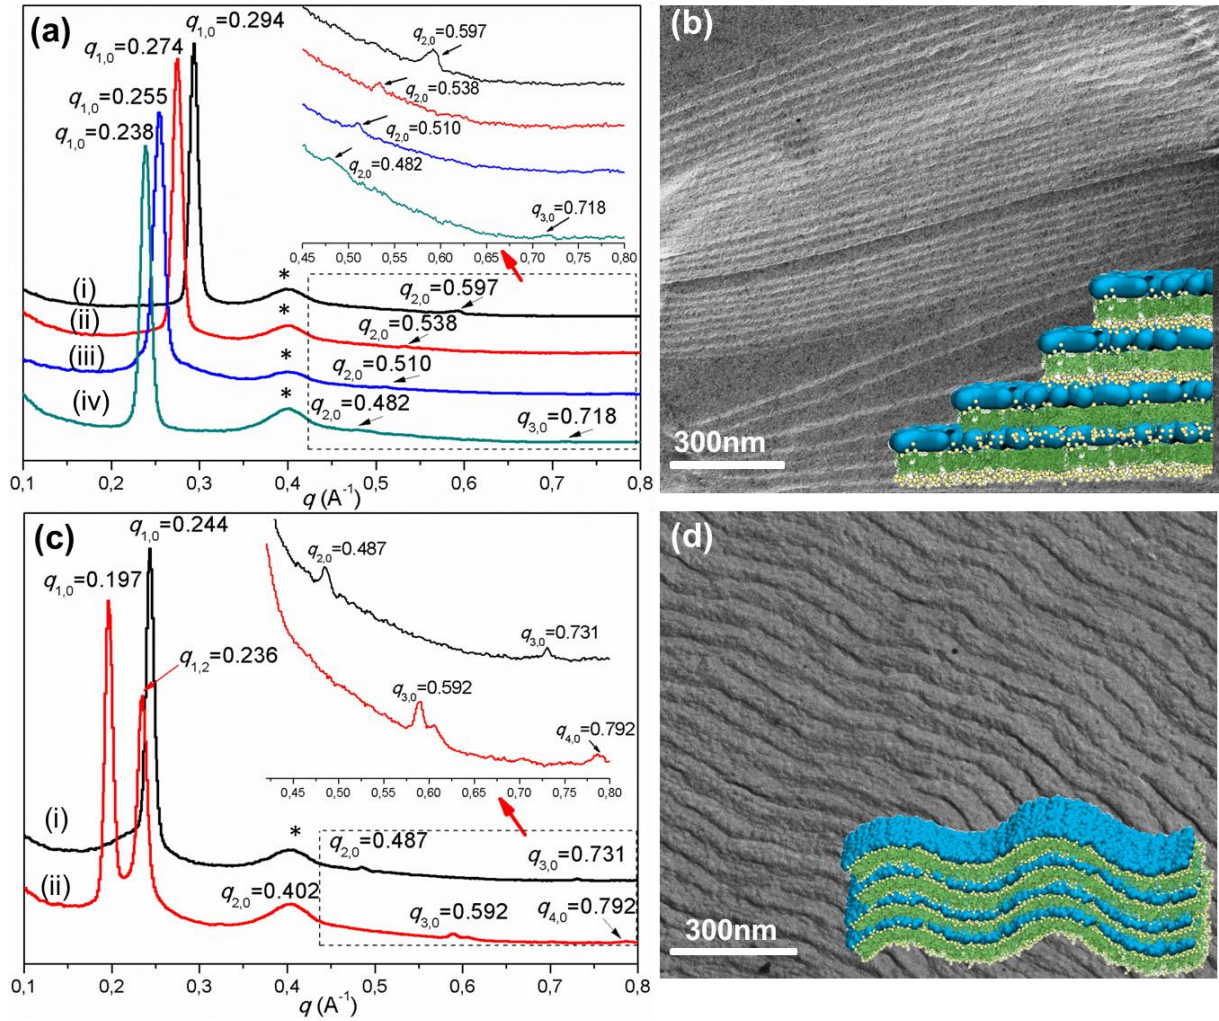 (a)
q1,0=0.294
q1,0=0.274
q1,0=0.255
q1,0=0.238
q2,0=0.597
q2,0=0.538
q2,0=0.510
q2,0=0.482
q3,0=0.718
0,45 0,50 0,55 0,60 0,65 0,70 0,75 0,80
(i) * q2,0=0.597
(ii) * q2,0=0.538
(iii) * q2,0=0.510
(iv) * q2,0=0.482 q3,0=0.718
0,1 0,2 0,3 0,4 0,5 0,6 0,7 0,8
q (A-1)
(b)
300nm
(c)
q1,0=0.244
q1,0=0.197
q1,2=0.236
q2,0=0.487
q3,0=0.731
q3,0=0.592
q4,0=0.792
0,45 0,50 0,55 0,60 0,65 0,70 0,75 0,80
(i) * q2,0=0.487 q3,0=0.731
(ii) q2,0=0.402 q3,0=0.592 q4,0=0.792
0,1 0,2 0,3 0,4 0,5 0,6 0,7 0,8
q (A-1)
(d)
300nm